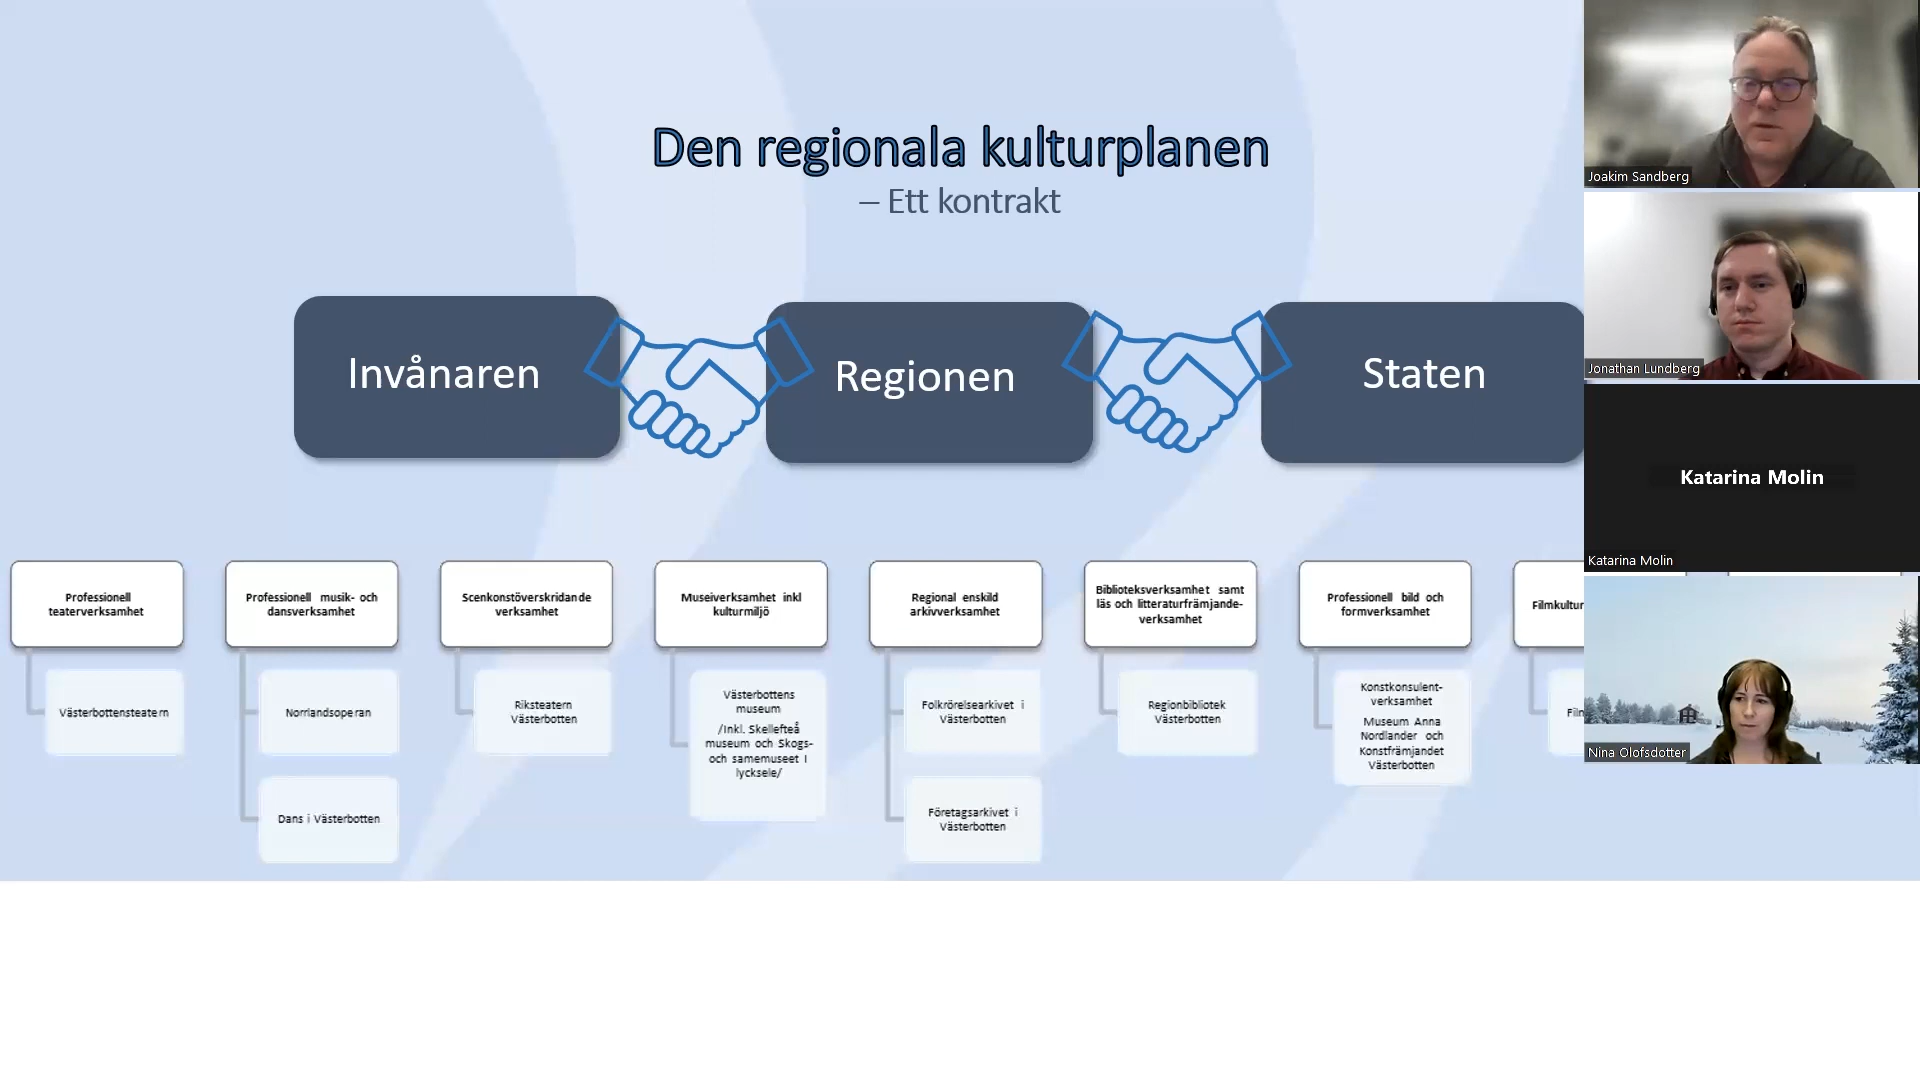 Den regionala kulturplanen
– Ett kontrakt
Invånaren
Regionen
Staten
Professionell
teaterverksamhet
Västerbottensteatern
Professionell musik- och
dansverksamhet
Norrlandsoperan
Dans i Västerbotten
Scenkonstöverskridande
verksamhet
Riksteatern
Västerbotten
Museiverksamhet inkl
kulturmiljö
Västerbottens
museum
/Inkl. Skellefteå
museum och Skogs-
och samemuseet i
lycksele/
Regional enskild
arkivverksamhet
Folkrörelsearkivet i
Västerbotten
Företagsarkivet i
Västerbotten
Biblioteksverksamhet samt
läs och litteraturfrämjande-
verksamhet
Regionbibliotek
Västerbotten
Professionell bild och
formverksamhet
Konstkonsulent-
verksamhet
Museum Anna
Nordlander och
Konstfrämjandet
Västerbotten
Filmkultur
Joakim Sandberg
Jonathan Lundberg
Katarina Molin
Katarina Molin
Nina Olofsdotter